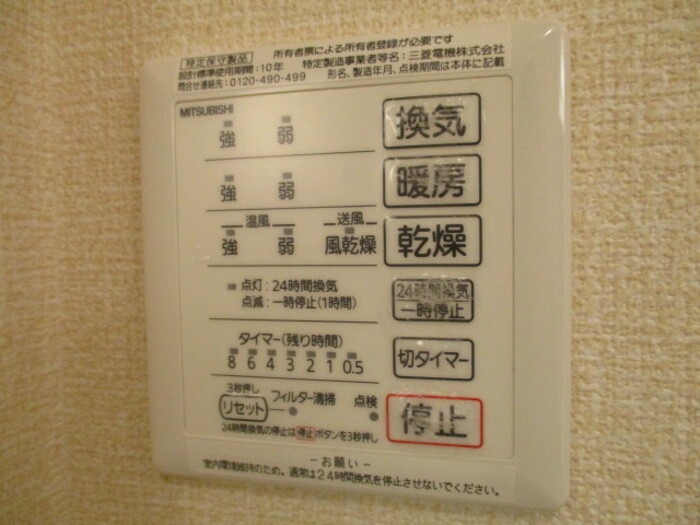 特定保守製品 所有者票による所有者登録が必要です
設計標準使用期間:10年 特定製造事業者等名:三菱電機株式会社
問合せ連絡先:0120-490-499 形名、製造年月、点検期間は本体に記載
MITSUBISHI
強 弱 換気
強 弱 暖房
温風 送風
強 弱 風乾燥 乾燥
点灯:24時間換気
点滅:一時停止(1時間)
24時間換気
一時停止
タイマー(残り時間)
8 6 4 3 2 1 0.5
切タイマー
3秒押し
リセット フィルター清掃 点検
停止
24時間換気の停止は停止ボタンを3秒押し
-お願い-
室内環境維持のため、通常は24時間換気を停止させないでください。